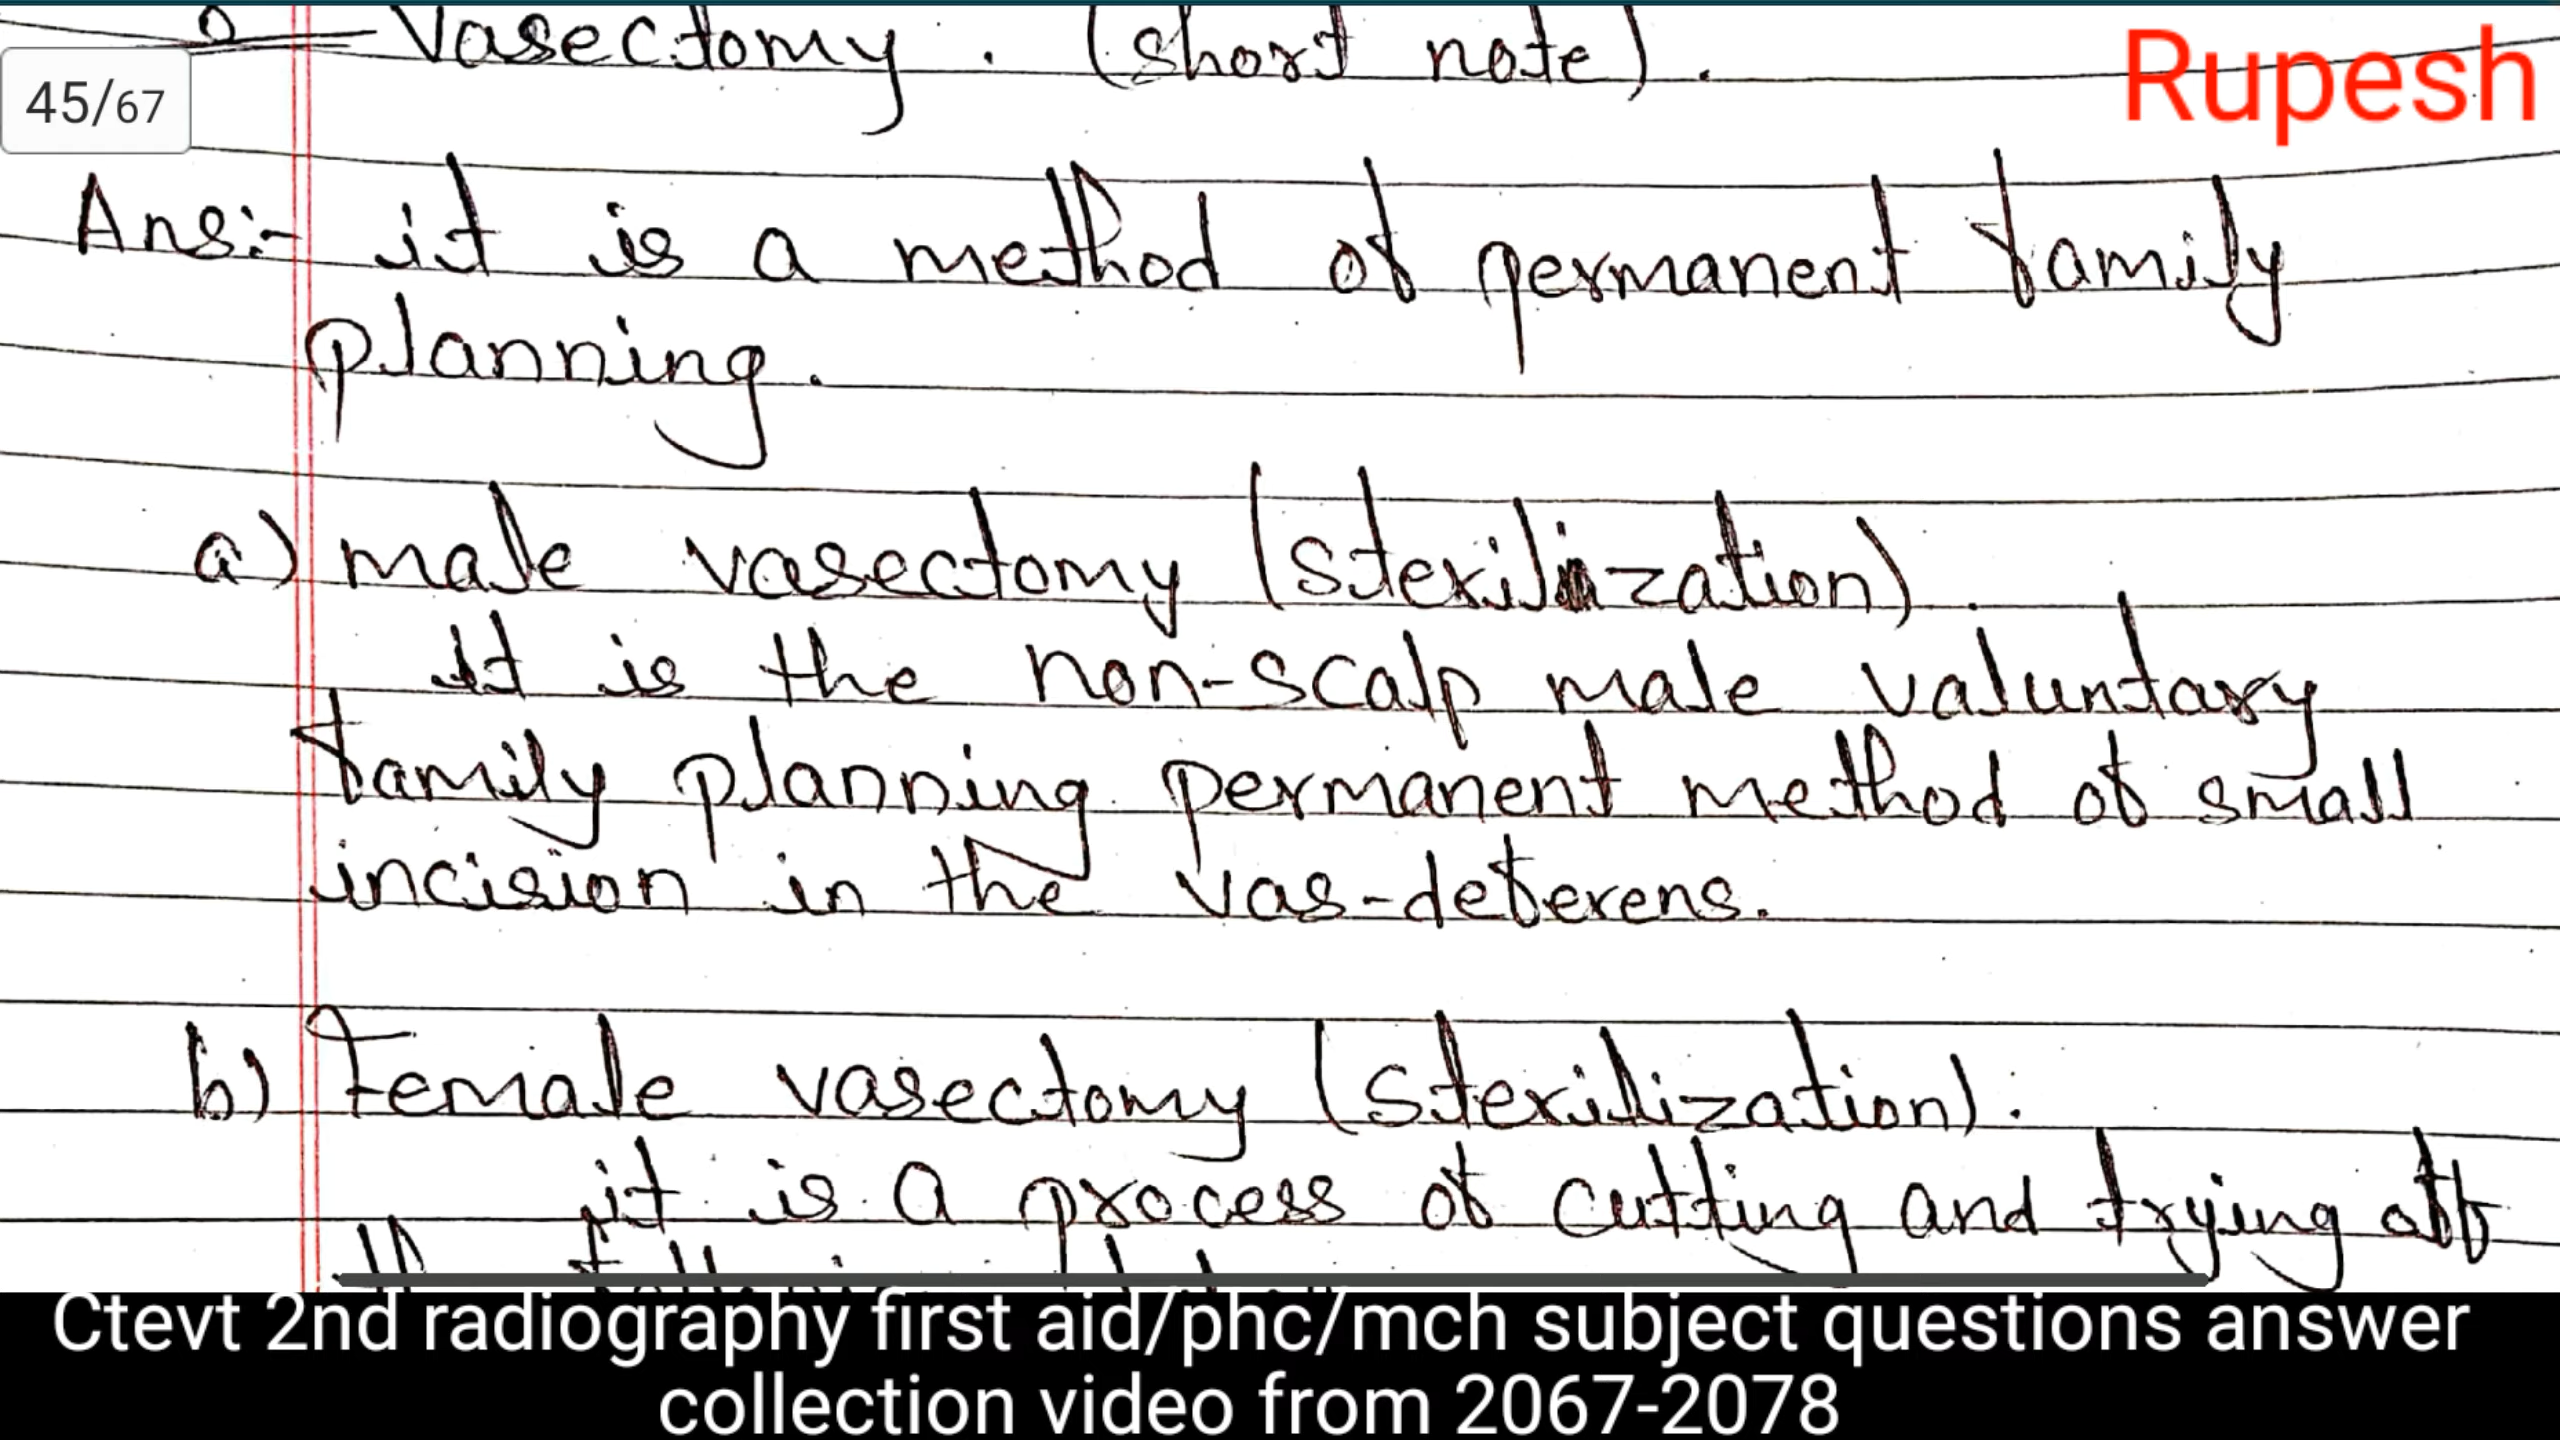 Vasectomy. (short note).
Rupesh
45/67
Ans:- it is a method of permanent family
planning.
a) male vasectomy (sterilization).
It is the non-scalp male valuntary
family planning permanent method of small
incision in the vas-deferens.
b) Female vasectomy (sterilization).
it is a process of cutting and trying off
Ctevt 2nd radiography first aid/phc/mch subject questions answer
collection video from 2067-2078